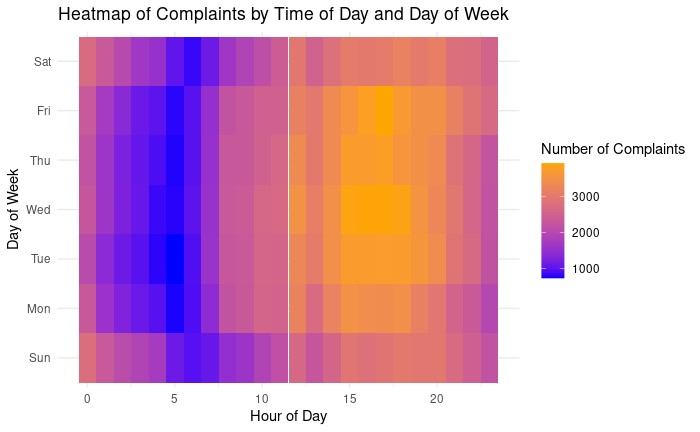 Heatmap of Complaints by Time of Day and Day of Week
Sat
Fri
Thu
Wed
Tue
Mon
Sun
Day of Week
0 5 10 15 20
Hour of Day
Number of Complaints
3000
2000
1000